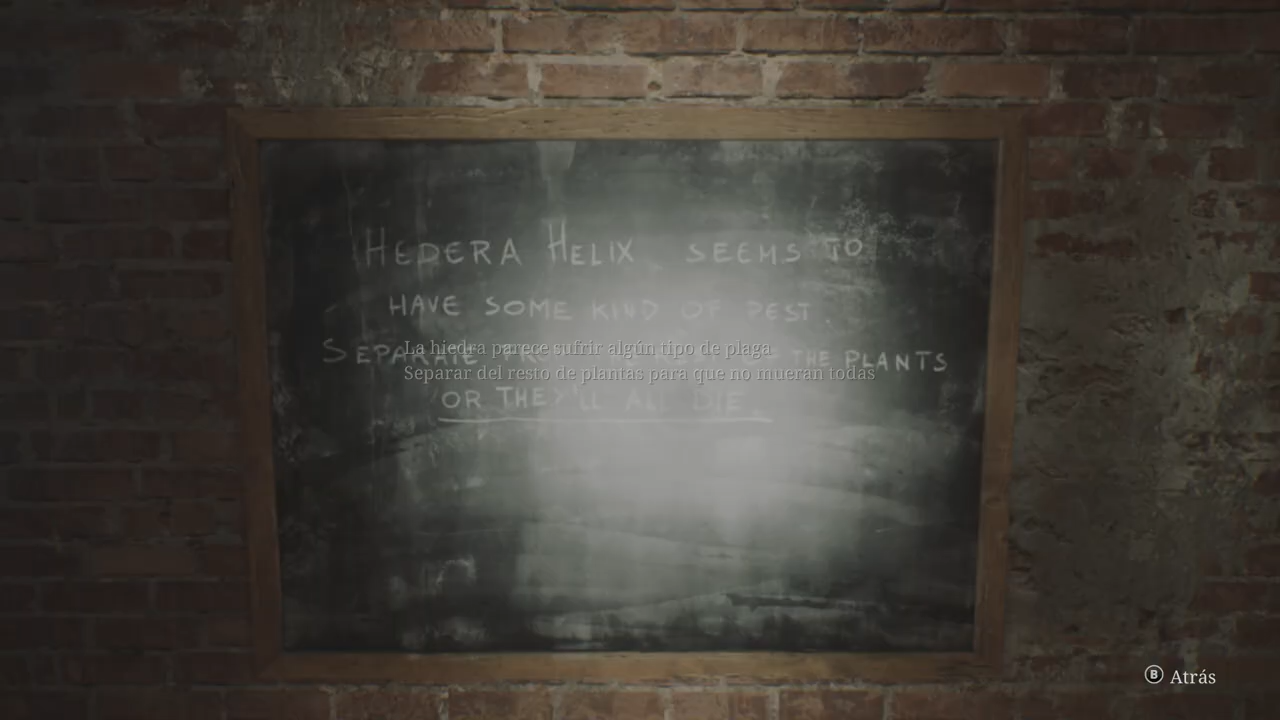 HEDERA HELIX SEEMS TO
HAVE SOME KIND OF PEST.
SEPARATE THE PLANTS
OR THEY'LL ALL DIE.
La hiedra parece sufrir algún tipo de plaga
Separar del resto de plantas para que no mueran todas
B Atrás